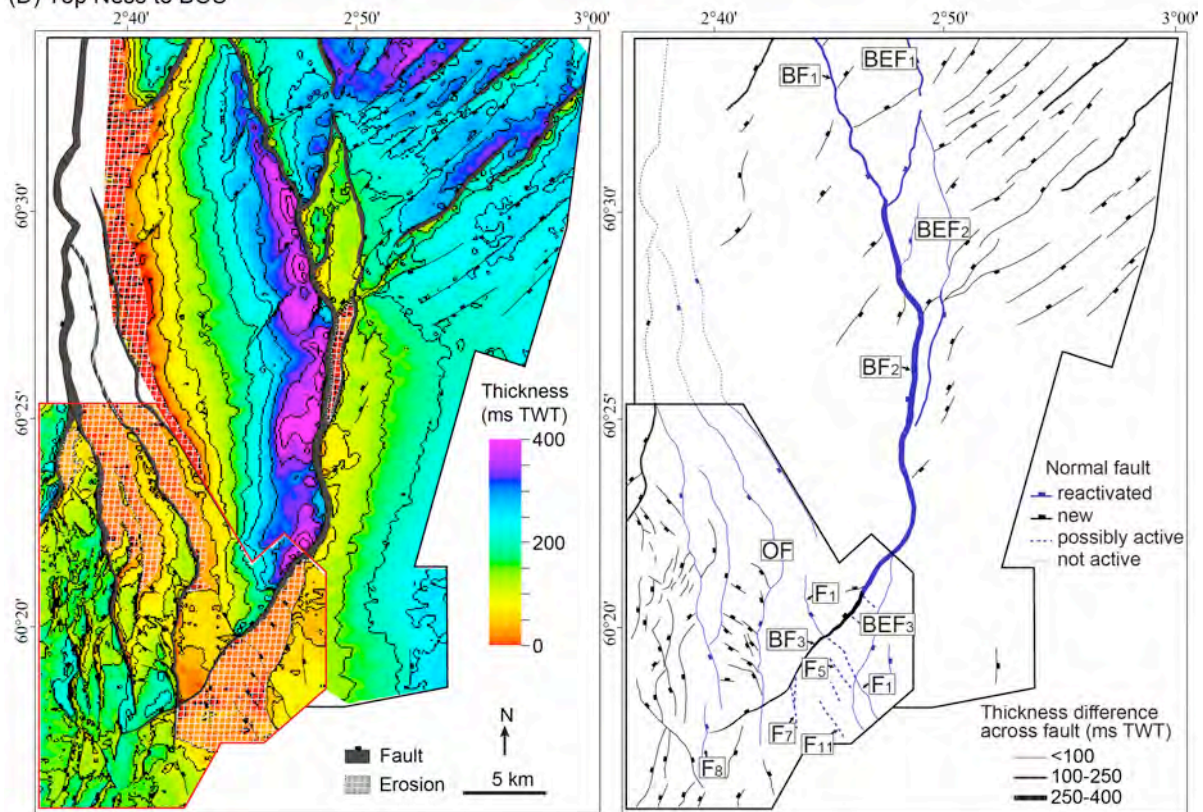 (D) Top Ness to BCU
2°40 2°50 3°00 2°40 2°50 3°00
60°30
60°25
60°20
Thickness
(ms TWT)
400
200
0
N
5 km
Fault
Erosion
60°30
60°25
60°20
BF1
BEF1
BEF2
BF2
OF
F1
BEF3
BF3
F5
F1
F7
F11
F8
Normal fault
reactivated
new
possibly active
not active
Thickness difference
across fault (ms TWT)
<100
100-250
250-400